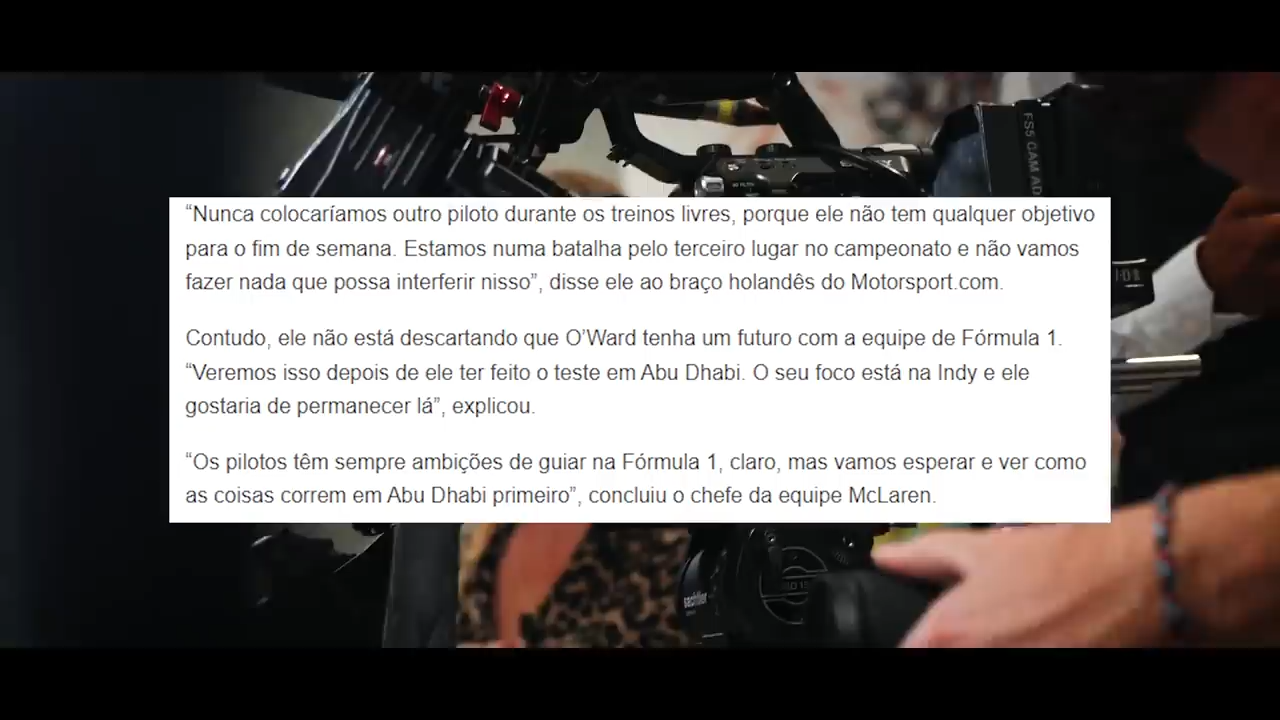 “Nunca colocaríamos outro piloto durante os treinos livres, porque ele não tem qualquer objetivo
para o fim de semana. Estamos numa batalha pelo terceiro lugar no campeonato e não vamos
fazer nada que possa interferir nisso”, disse ele ao braço holandês do Motorsport.com.
Contudo, ele não está descartando que O’Ward tenha um futuro com a equipe de Fórmula 1.
“Veremos isso depois de ele ter feito o teste em Abu Dhabi. O seu foco está na Indy e ele
gostaria de permanecer lá”, explicou.
“Os pilotos têm sempre ambições de guiar na Fórmula 1, claro, mas vamos esperar e ver como
as coisas correm em Abu Dhabi primeiro”, concluiu o chefe da equipe McLaren.
FS5 CAM AD
sachtler